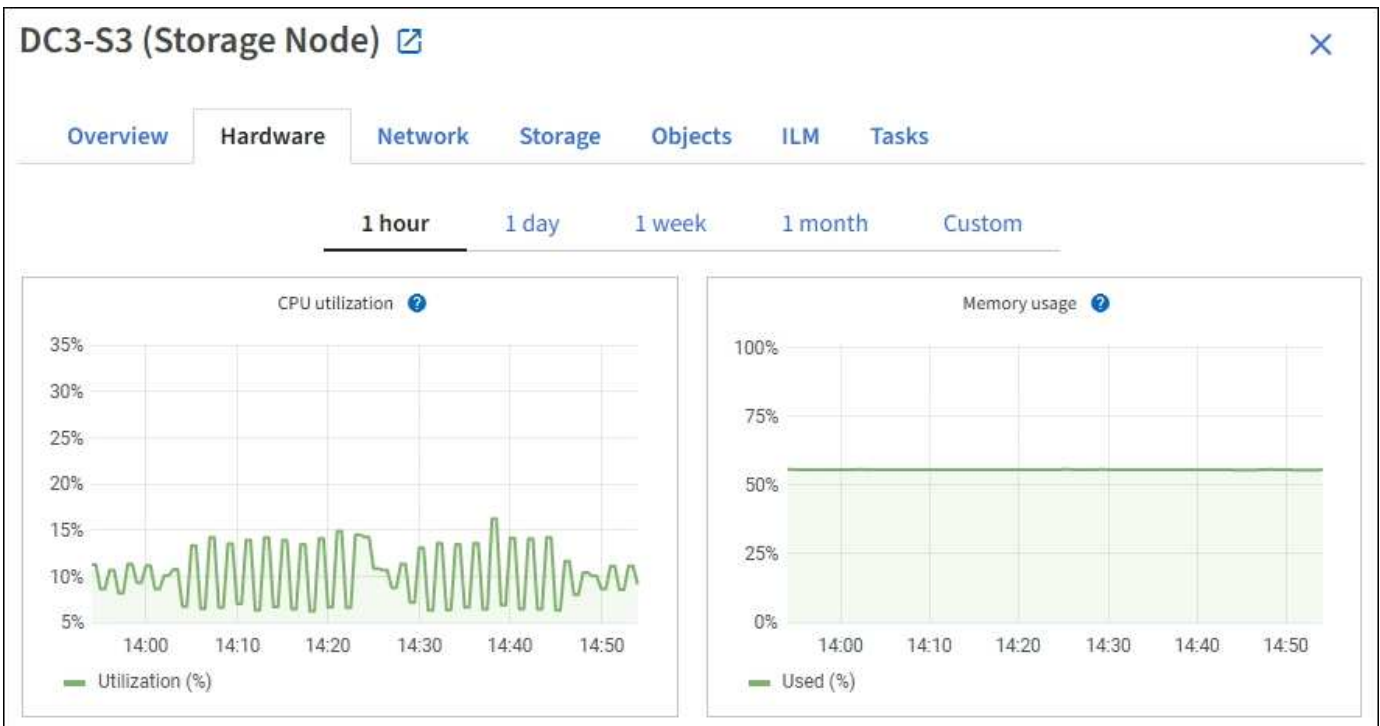 DC3-S3 (Storage Node)
Overview Hardware Network Storage Objects ILM Tasks
1 hour 1 day 1 week 1 month Custom
CPU utilization ?
35%
30%
25%
20%
15%
10%
5%
14:00 14:10 14:20 14:30 14:40 14:50
Utilization (%)
Memory usage ?
100%
75%
50%
25%
0%
14:00 14:10 14:20 14:30 14:40 14:50
Used (%)